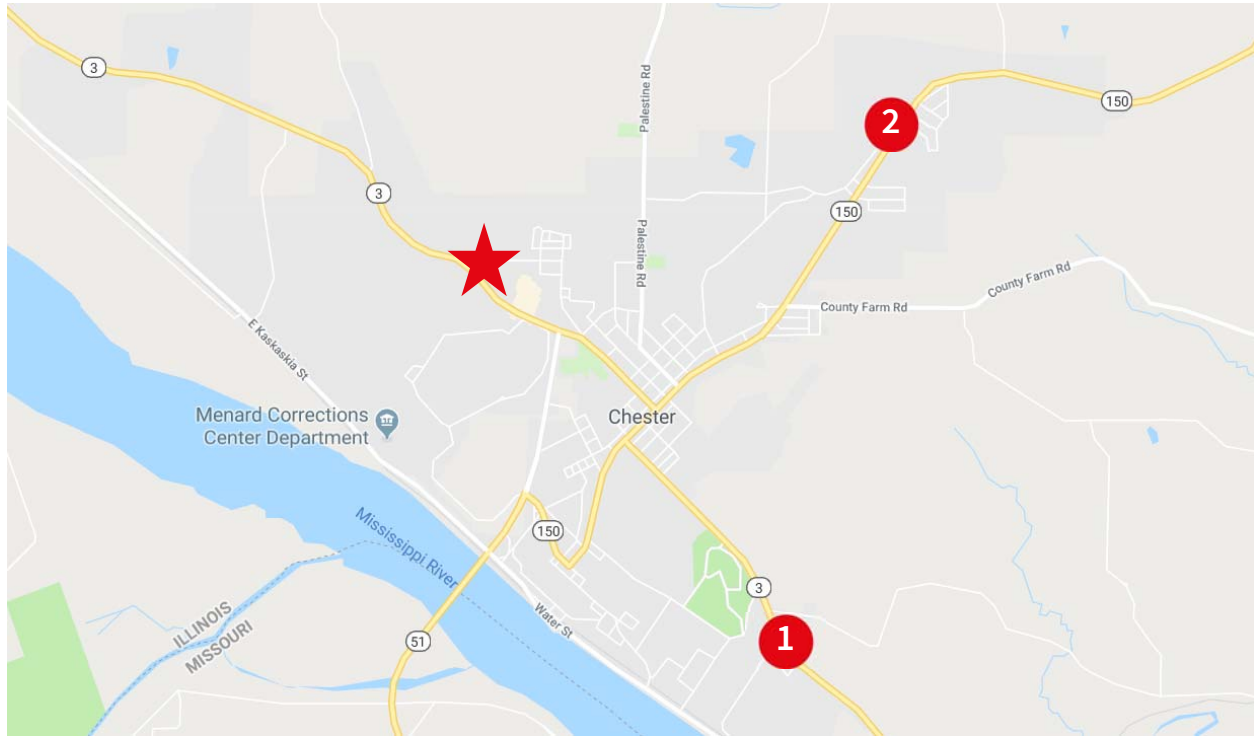 3
150
Palestine Rd
2
3
150
Palestine Rd
County Farm Rd
County Farm Rd
E Kaskaskia St
Menard Corrections
Center Department
Chester
150
Mississippi River
3
Water St
ILLINOIS
MISSOURI
51
1